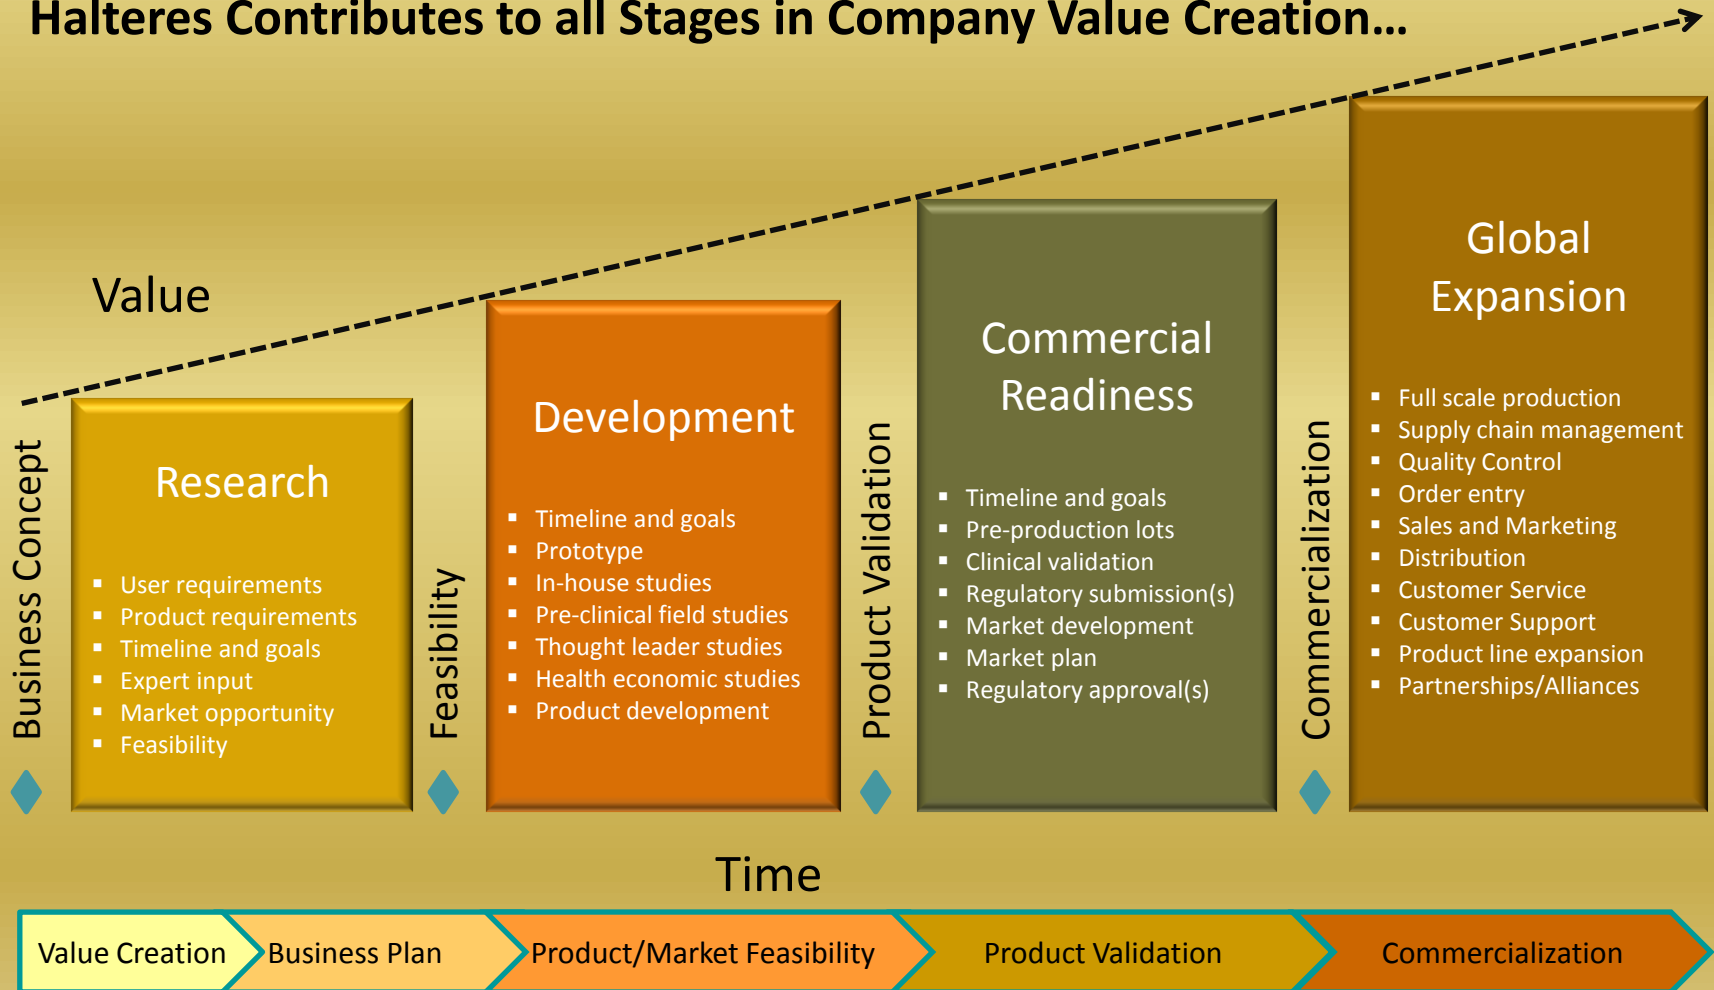 Halteres Contributes to all Stages in Company Value Creation...
Value
Business Concept
Research
▪ User requirements
▪ Product requirements
▪ Timeline and goals
▪ Expert input
▪ Market opportunity
▪ Feasibility
Feasibility
Development
▪ Timeline and goals
▪ Prototype
▪ In-house studies
▪ Pre-clinical field studies
▪ Thought leader studies
▪ Health economic studies
▪ Product development
Product Validation
Commercial
Readiness
▪ Timeline and goals
▪ Pre-production lots
▪ Clinical validation
▪ Regulatory submission(s)
▪ Market development
▪ Market plan
▪ Regulatory approval(s)
Commercialization
Global
Expansion
▪ Full scale production
▪ Supply chain management
▪ Quality Control
▪ Order entry
▪ Sales and Marketing
▪ Distribution
▪ Customer Service
▪ Customer Support
▪ Product line expansion
▪ Partnerships/Alliances
Time
Value Creation
Business Plan
Product/Market Feasibility
Product Validation
Commercialization